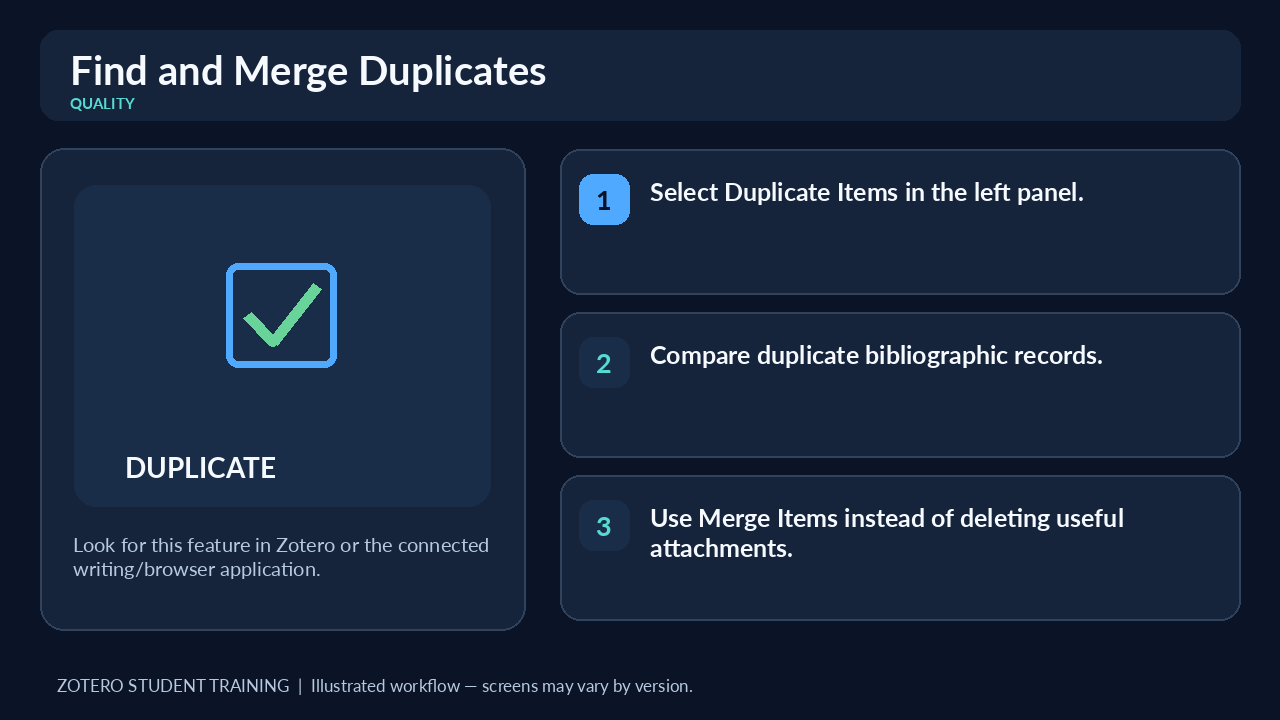 Find and Merge Duplicates
QUALITY
DUPLICATE
Look for this feature in Zotero or the connected
writing/browser application.
1
Select Duplicate Items in the left panel.
2
Compare duplicate bibliographic records.
3
Use Merge Items instead of deleting useful
attachments.
ZOTERO STUDENT TRAINING | Illustrated workflow — screens may vary by version.